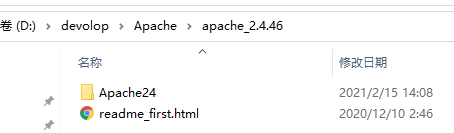 卷 (D:) › devolop › Apache › apache_2.4.46
名称 修改日期
Apache24 2021/2/15 14:08
readme_first.html 2020/12/10 2:46